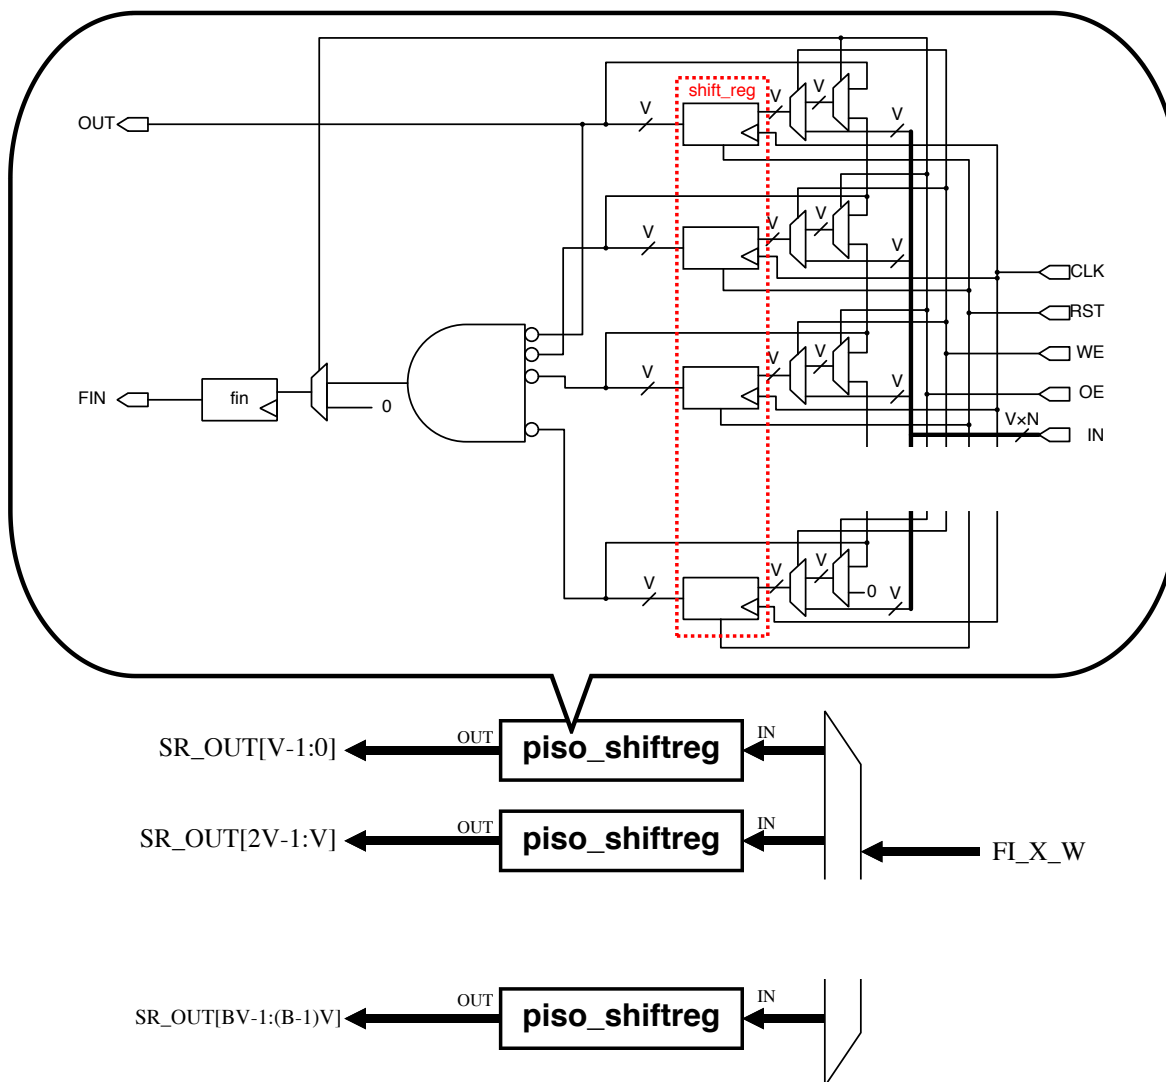 shift_reg
V
V
V
V
OUT
V
V
V
V
CLK
RST
V
V
V
V
WE
OE
FIN
fin
0
V×N
IN
V
V
V
V
0
SR_OUT[V-1:0]
OUT
piso_shiftreg
IN
SR_OUT[2V-1:V]
OUT
piso_shiftreg
IN
FI_X_W
SR_OUT[BV-1:(B-1)V]
OUT
piso_shiftreg
IN